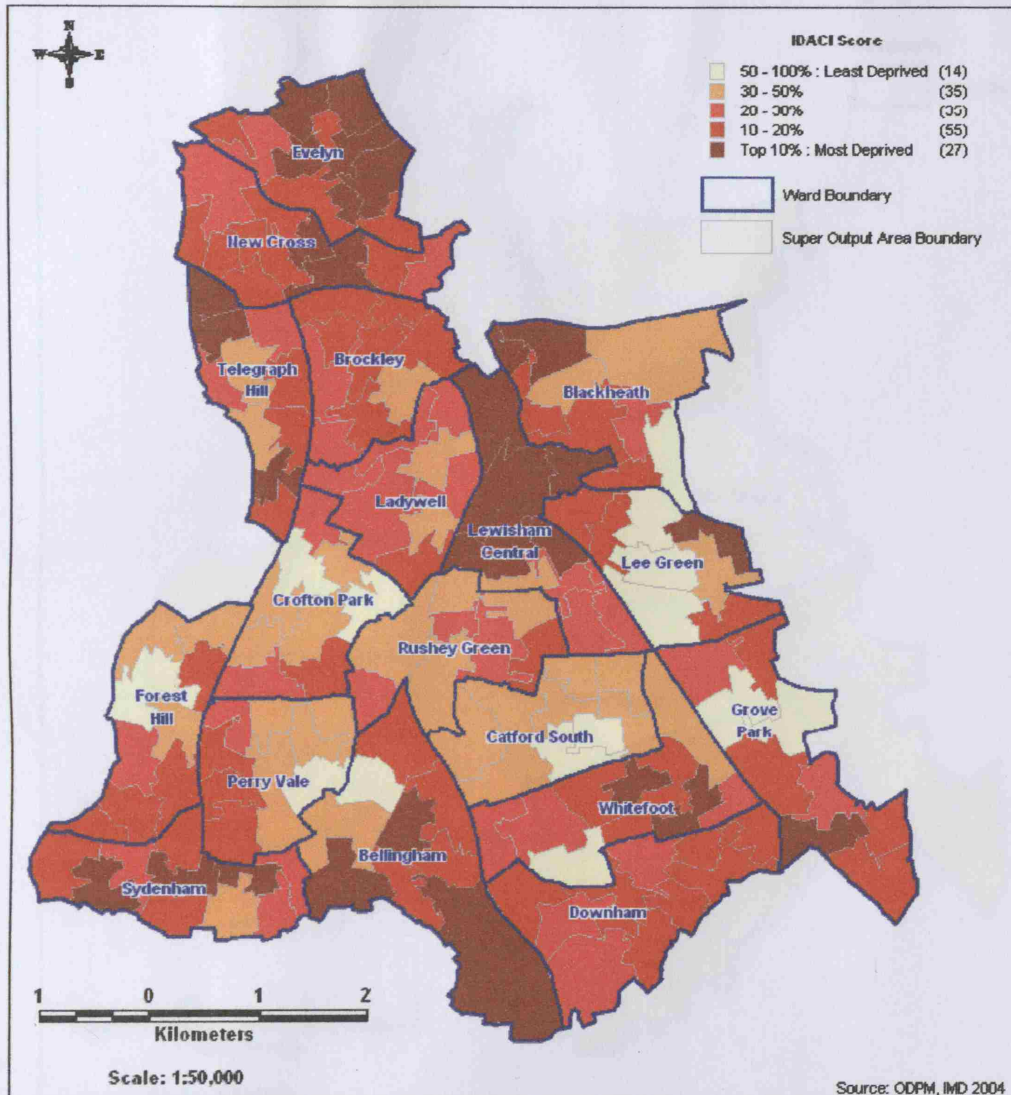 N
W E
S
IDACI Score
50 - 100% : Least Deprived (14)
30 - 50% (35)
20 - 30% (35)
10 - 20% (55)
Top 10% : Most Deprived (27)
Ward Boundary
Super Output Area Boundary
Evelyn
New Cross
Telegraph
Hill
Brockley
Blackheath
Ladywell
Lewisham
Central
Lee Green
Crofton Park
Rushey Green
Forest
Hill
Catford South
Grove
Park
Perry Vale
Whitefoot
Bellingham
Sydenham
Downham
1 0 1 2
Kilometers
Scale: 1:50,000
Source: ODPM, IMD 2004